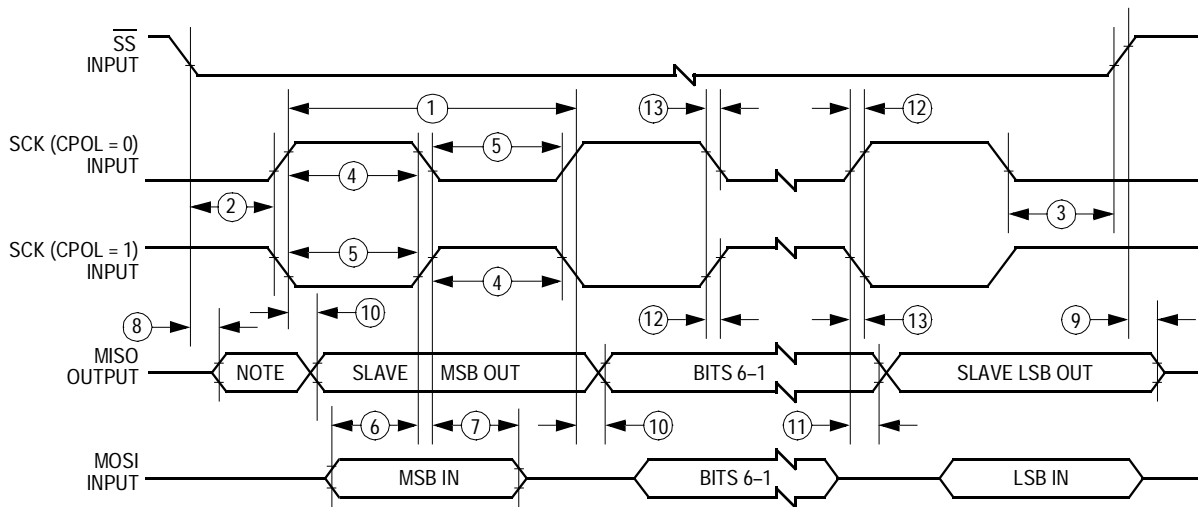 SS
INPUT
1
13
12
SCK (CPOL = 0)
INPUT
5
4
2
3
SCK (CPOL = 1)
INPUT
5
4
8
10
12
13
9
MISO
OUTPUT
NOTE
SLAVE MSB OUT
BITS 6–1
SLAVE LSB OUT
6
7
10
11
MOSI
INPUT
MSB IN
BITS 6–1
LSB IN